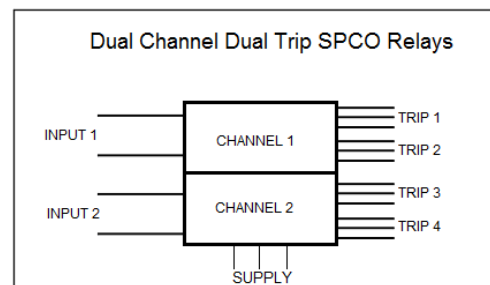 Dual Channel Dual Trip SPCO Relays
INPUT 1
CHANNEL 1
TRIP 1
TRIP 2
INPUT 2
CHANNEL 2
TRIP 3
TRIP 4
SUPPLY